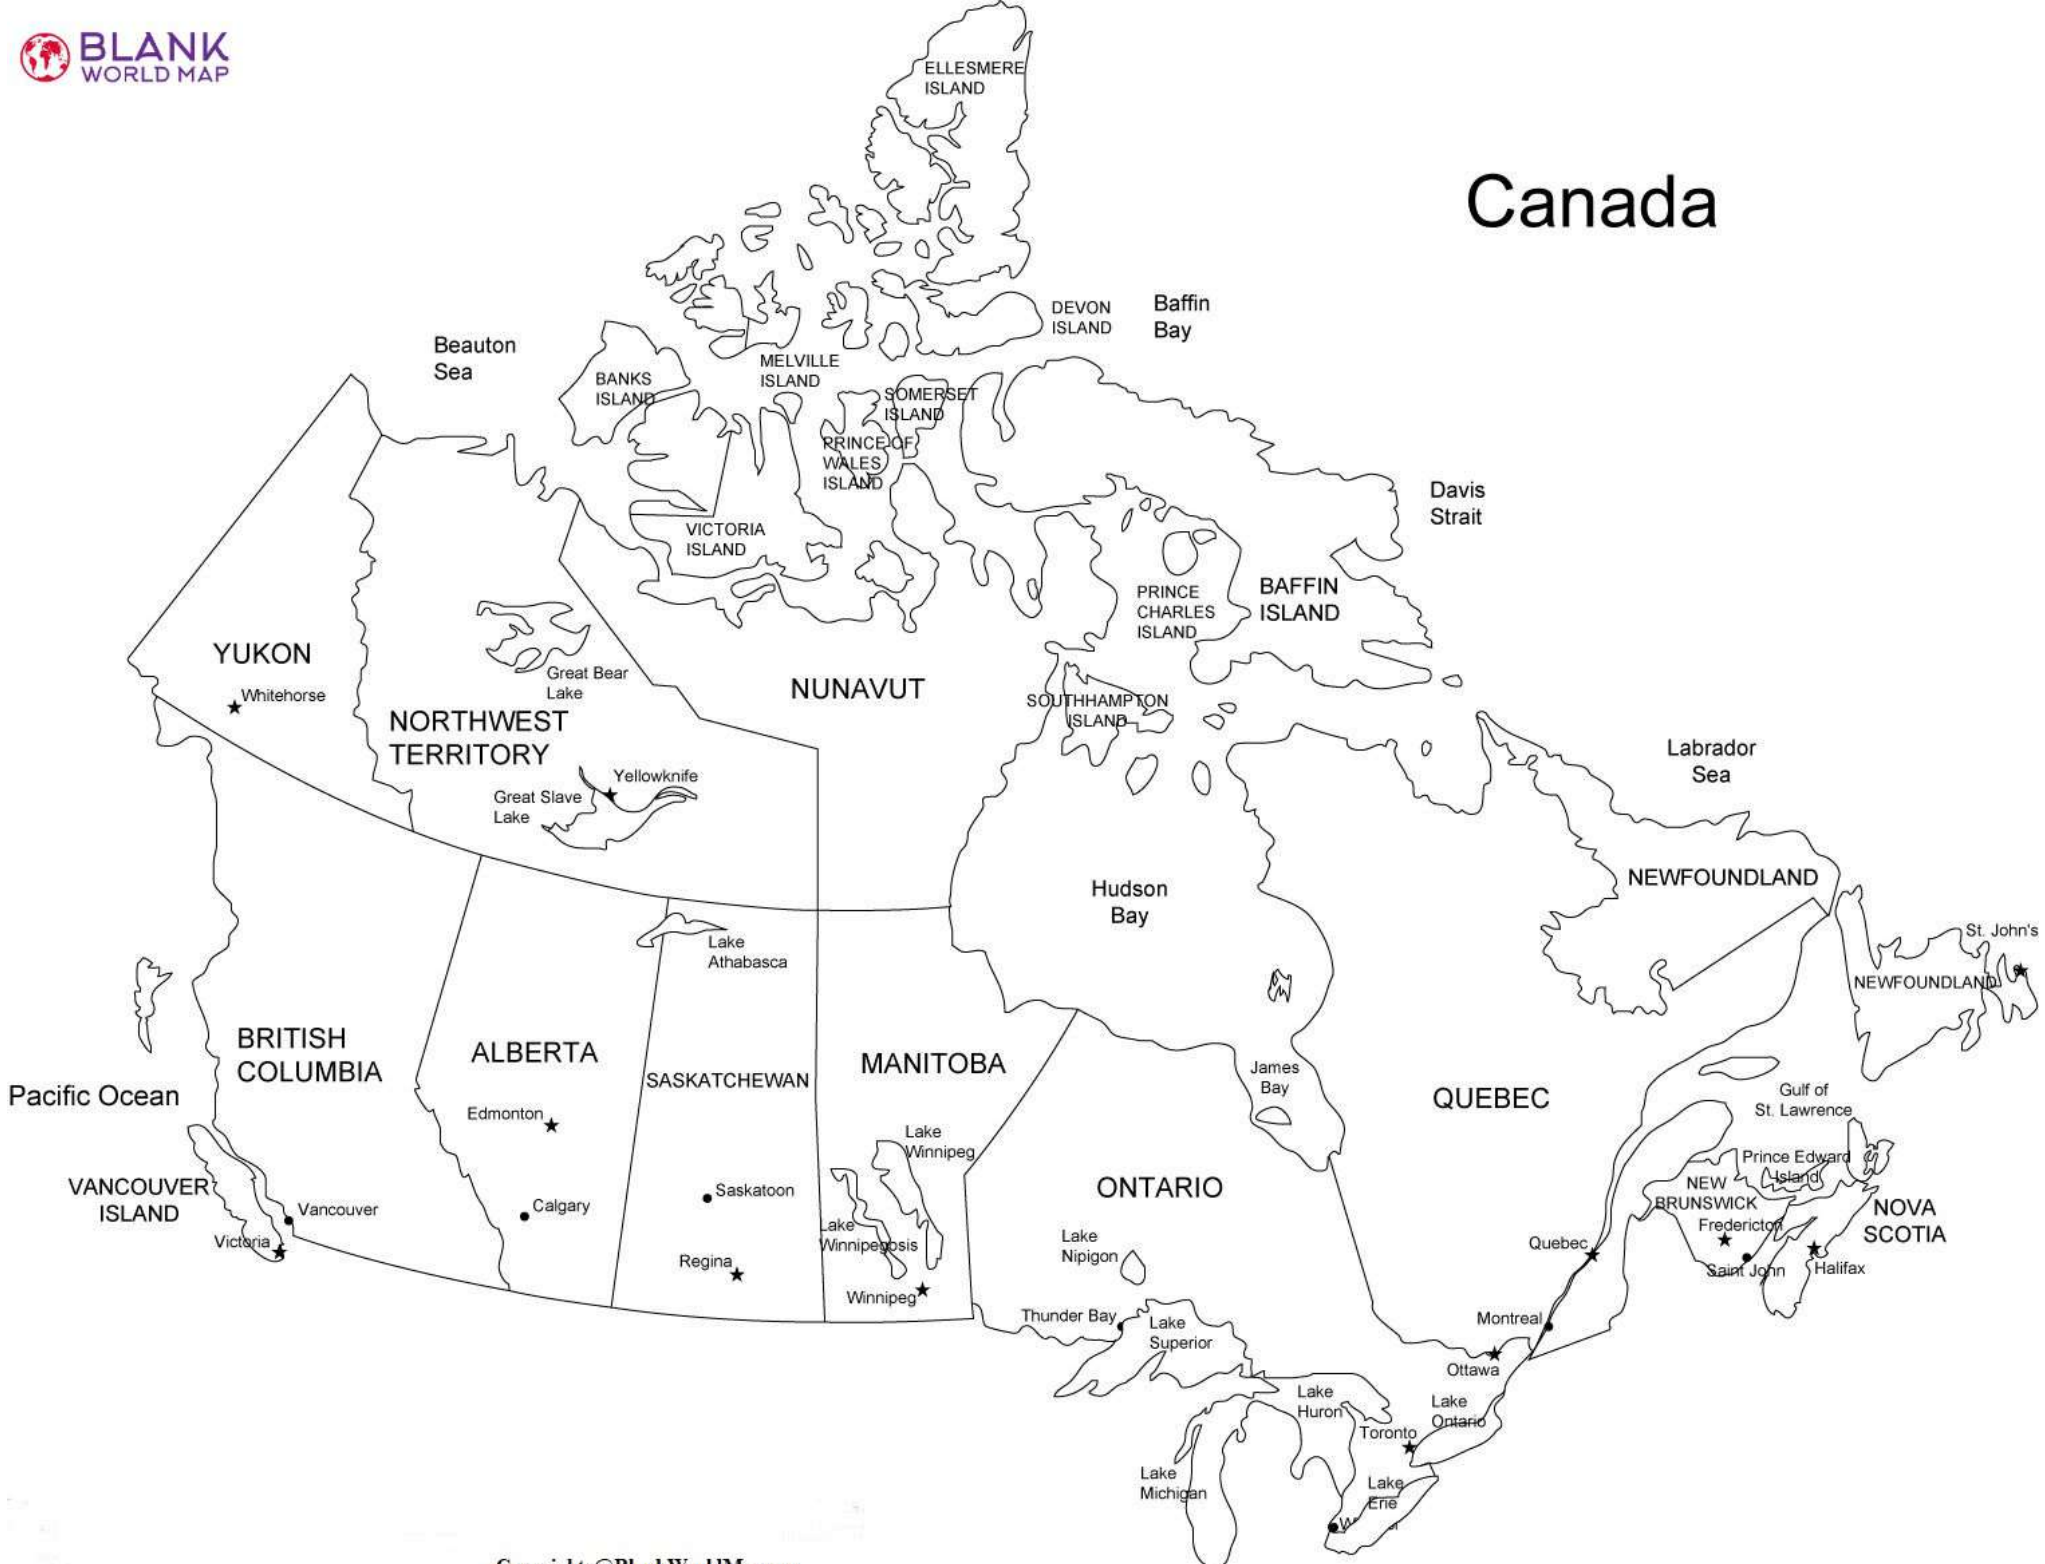 BLANK
WORLD MAP
Canada
ELLESMERE
ISLAND
DEVON
ISLAND
Baffin
Bay
Beauton
Sea
MELVILLE
ISLAND
BANKS
ISLAND
SOMERSET
ISLAND
PRINCE OF
WALES
ISLAND
Davis
Strait
VICTORIA
ISLAND
PRINCE
CHARLES
ISLAND
BAFFIN
ISLAND
YUKON
Whitehorse
Great Bear
Lake
NORTHWEST
TERRITORY
NUNAVUT
SOUTHHAMPTON
ISLAND
Labrador
Sea
Yellowknife
Great Slave
Lake
Hudson
Bay
NEWFOUNDLAND
St. John's
NEWFOUNDLAND
Lake
Athabasca
BRITISH
COLUMBIA
ALBERTA
SASKATCHEWAN
MANITOBA
James
Bay
QUEBEC
Gulf of
St. Lawrence
Pacific Ocean
Edmonton
Lake
Winnipeg
Prince Edward
Island
VANCOUVER
ISLAND
Vancouver
Victoria
Calgary
Saskatoon
ONTARIO
NEW
BRUNSWICK
Fredericton
NOVA
SCOTIA
Lake
Winnipegosis
Lake
Nipigon
Quebec
Saint John
Halifax
Regina
Winnipeg
Thunder Bay
Lake
Superior
Montreal
Ottawa
Lake
Huron
Lake
Ontario
Toronto
Lake
Michigan
Lake
Erie